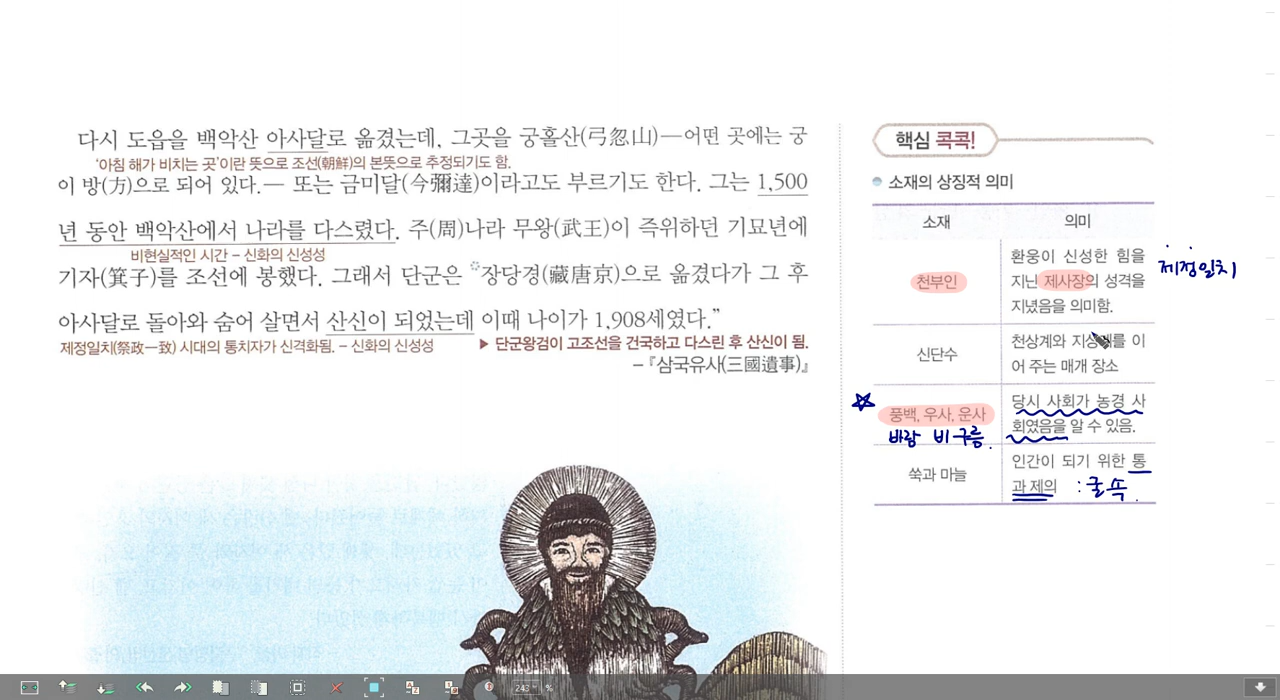 다시 도읍을 백악산 아사달로 옮겼는데, 그곳을 궁홀산(弓忽山)—어떤 곳에는 궁
'아침 해가 비치는 곳'이란 뜻으로 조선(朝鮮)의 본뜻으로 추정되기도 함.
이 방(方)으로 되어 있다.— 또는 금미달(今彌達)이라고도 부르기도 한다. 그는 1,500
년 동안 백악산에서 나라를 다스렸다. 주(周)나라 무왕(武王)이 즉위하던 기묘년에
비현실적인 시간 – 신화의 신성성
기자(箕子)를 조선에 봉했다. 그래서 단군은 장당경(藏唐京)으로 옮겼다가 그 후
아사달로 돌아와 숨어 살면서 산신이 되었는데 이때 나이가 1,908세였다.”
제정일치(祭政一致) 시대의 통치자가 신격화됨. – 신화의 신성성
▶ 단군왕검이 고조선을 건국하고 다스린 후 산신이 됨.
–『삼국유사(三國遺事)』
핵심 콕콕!
소재의 상징적 의미
소재 의미
천부인
환웅이 신성한 힘을
지닌 제사장의 성격을
지녔음을 의미함.
제정일치
신단수
천상계와 지상계를 이
어 주는 매개 장소
☆ 풍백, 우사, 운사
바람 비 구름.
당시 사회가 농경 사
회였음을 알 수 있음.
쑥과 마늘
인간이 되기 위한 통
과 제의 : 굴 속.
243 %